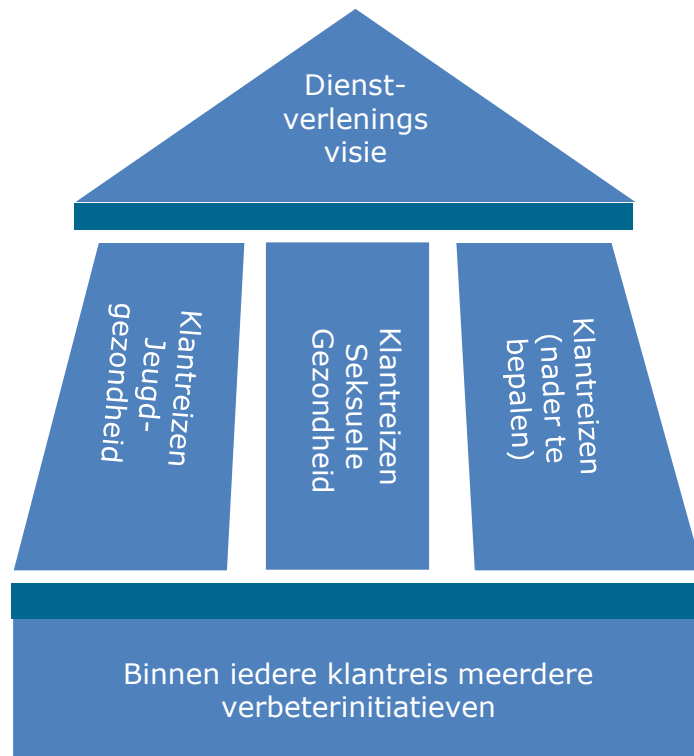 Dienst-
verlenings
visie
Klantreizen
Jeugd-
gezondheid
Klantreizen
Seksuele
Gezondheid
Klantreizen
(nader te
bepalen)
Binnen iedere klantreis meerdere
verbeterinitiatieven